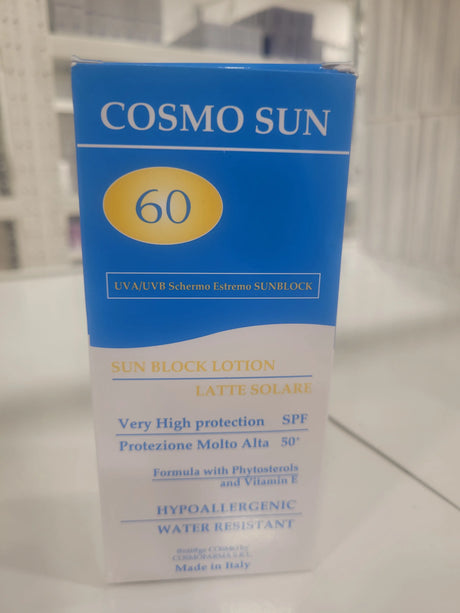 COSMO SUN
60
UVA/UVB Schermo Estremo SUNBLOCK
SUN BLOCK LOTION
LATTE SOLARE
Very High protection SPF
Protezione Molto Alta 50+
Formula with Phytosterols
and Vitamin E
HYPOALLERGENIC
WATER RESISTANT
COSMOFARMA S.R.L.
Made in Italy